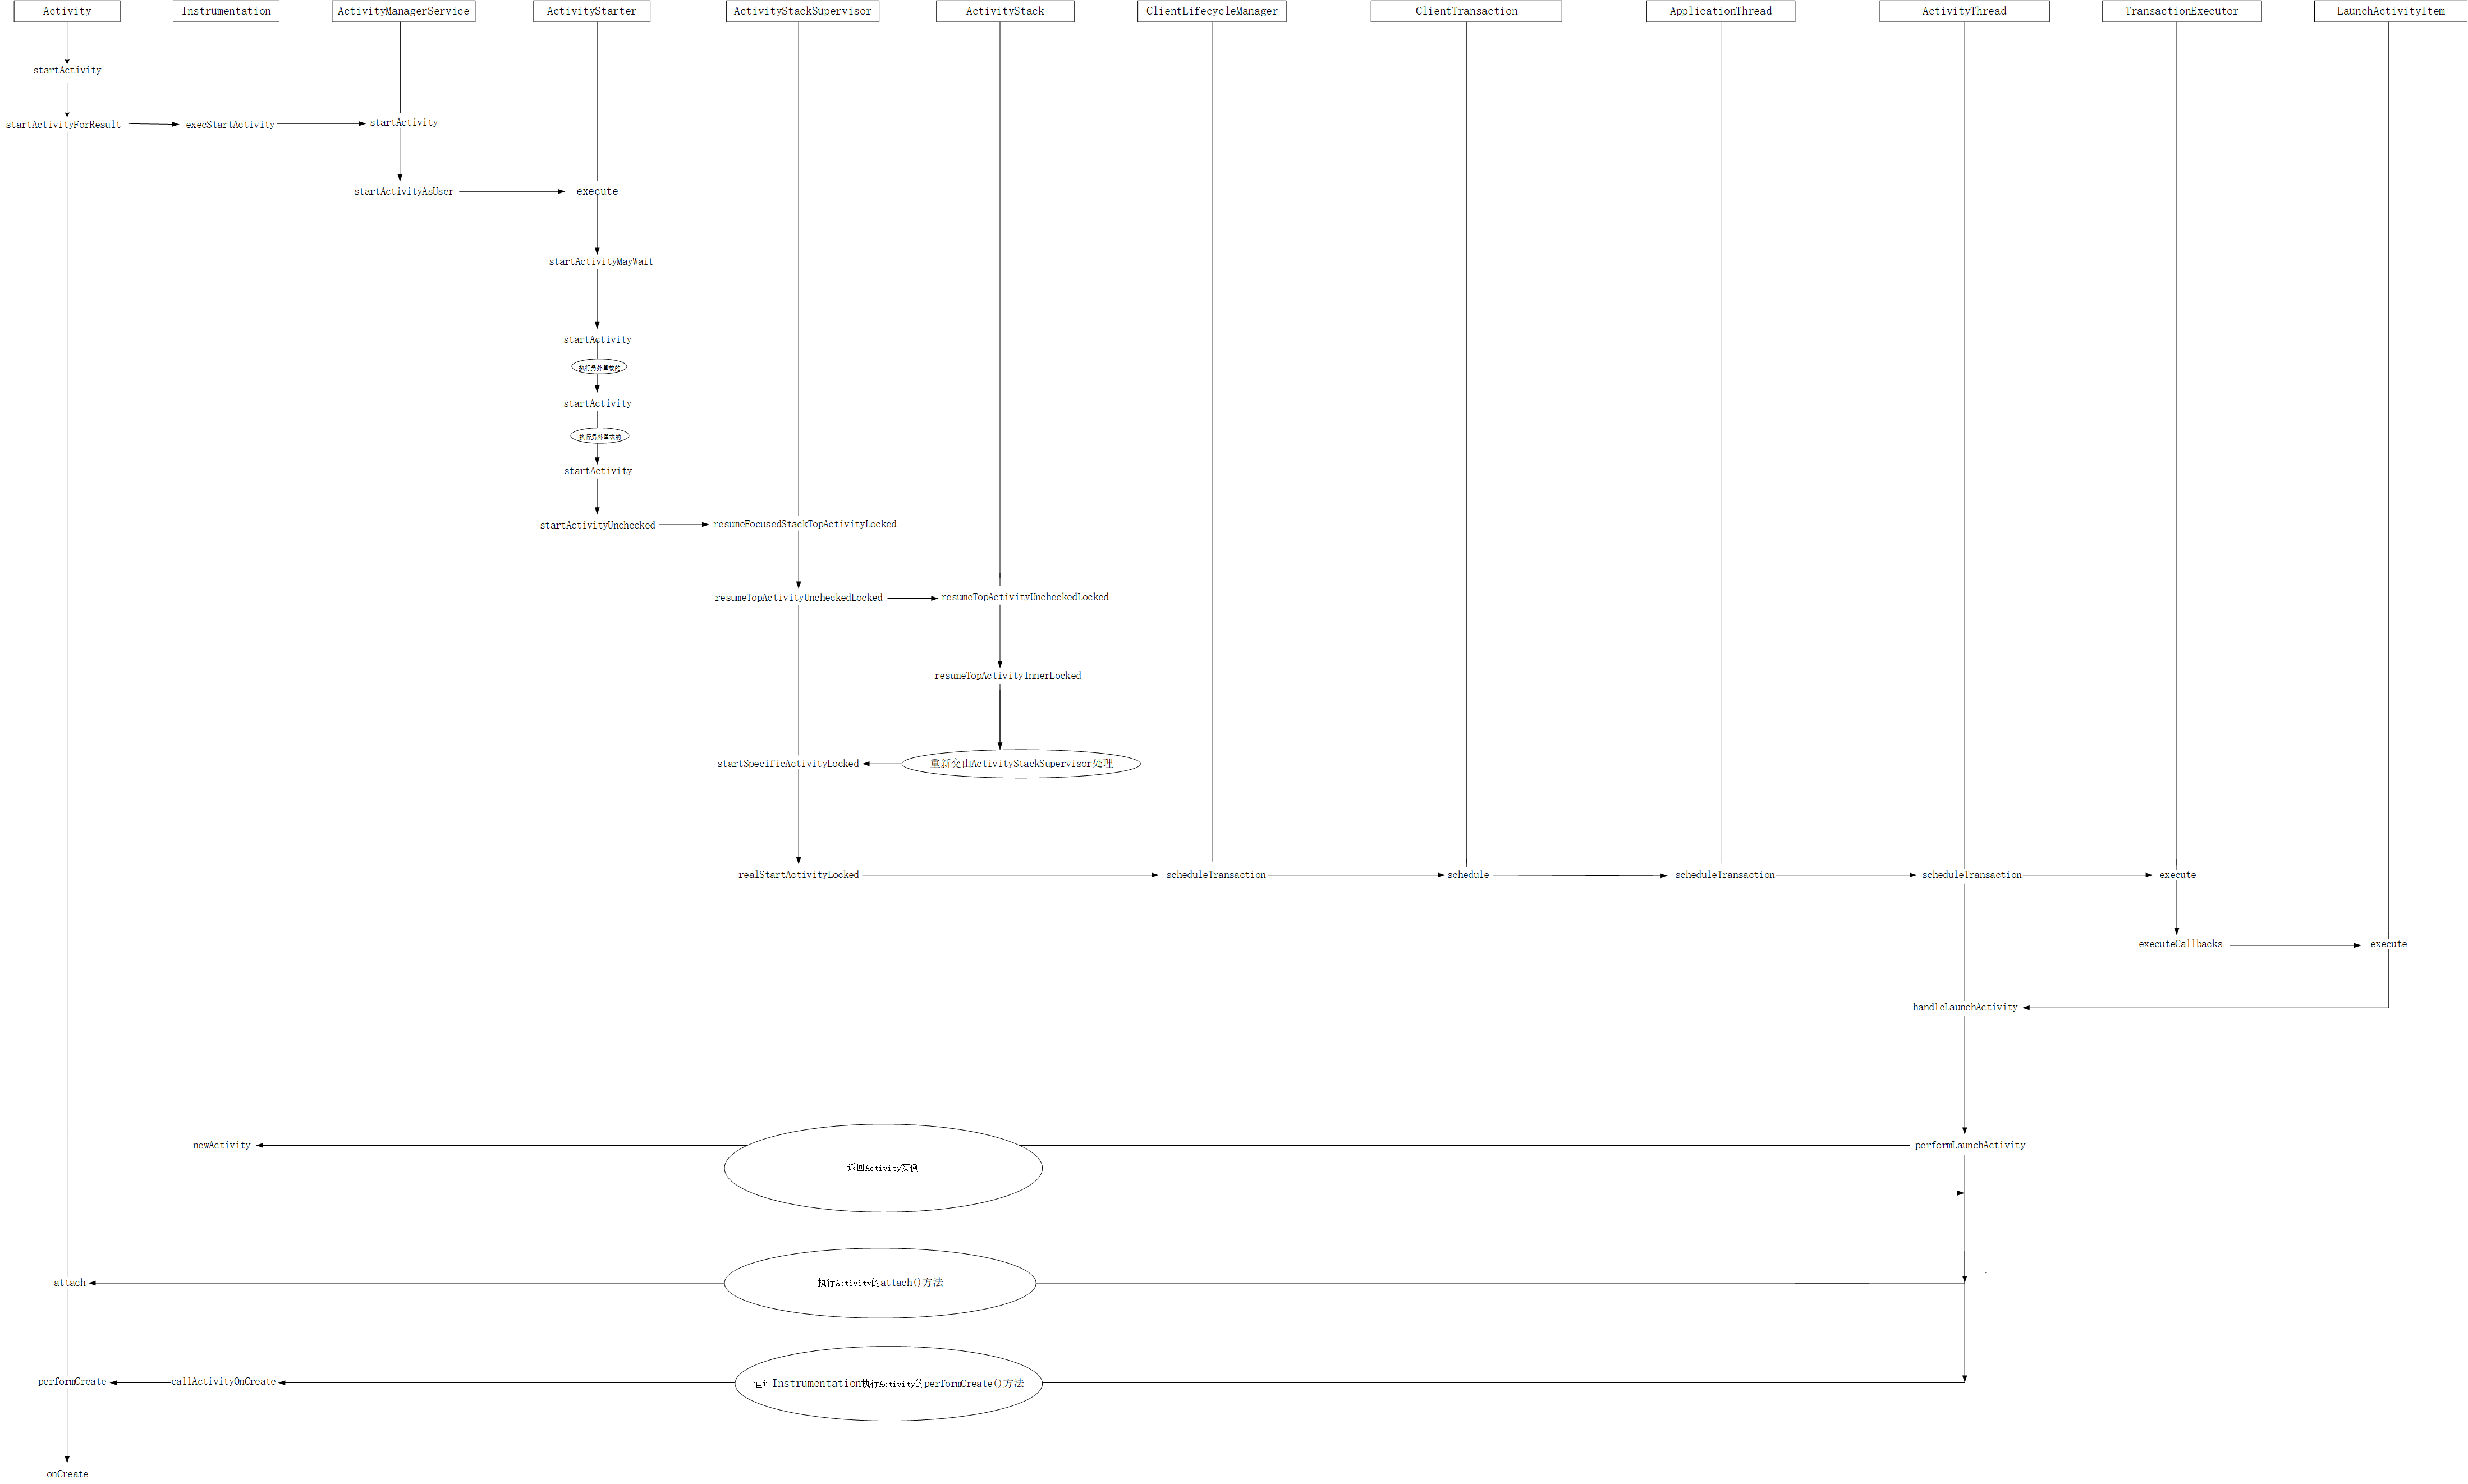 Activity
Instrumentation
ActivityManagerService
ActivityStarter
ActivityStackSupervisor
ActivityStack
ClientLifecycleManager
ClientTransaction
ApplicationThread
ActivityThread
TransactionExecutor
LaunchActivityItem
startActivity
startActivityForResult
execStartActivity
startActivity
startActivityAsUser
execute
startActivityMayWait
startActivity
执行另外重载的
startActivity
执行另外重载的
startActivity
startActivityUnchecked
resumeFocusedStackTopActivityLocked
resumeTopActivityUncheckedLocked
resumeTopActivityUncheckedLocked
resumeTopActivityInnerLocked
startSpecificActivityLocked
重新交由ActivityStackSupervisor处理
realStartActivityLocked
scheduleTransaction
schedule
scheduleTransaction
scheduleTransaction
execute
executeCallbacks
execute
handleLaunchActivity
newActivity
performLaunchActivity
返回Activity实例
attach
执行Activity的attach()方法
performCreate
callActivityOnCreate
通过Instrumentation执行Activity的performCreate()方法
onCreate